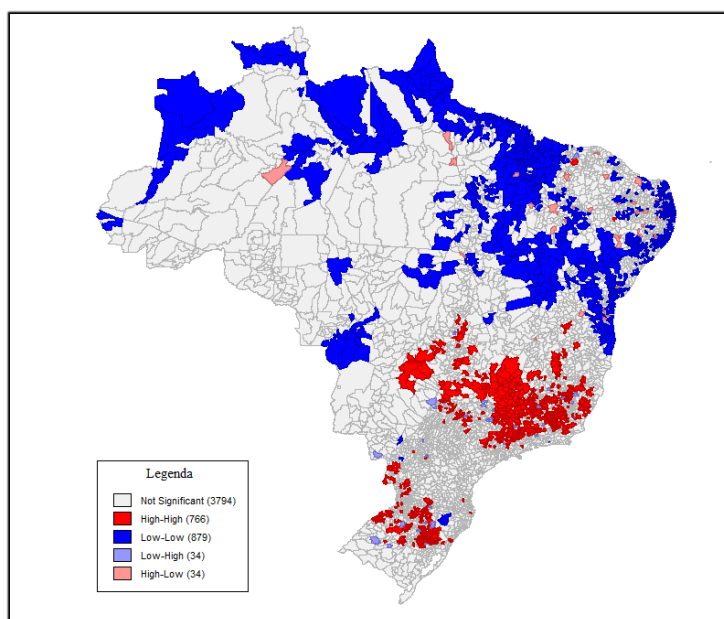 Legenda
Not Significant (3794)
High-High (766)
Low-Low (879)
Low-High (34)
High-Low (34)